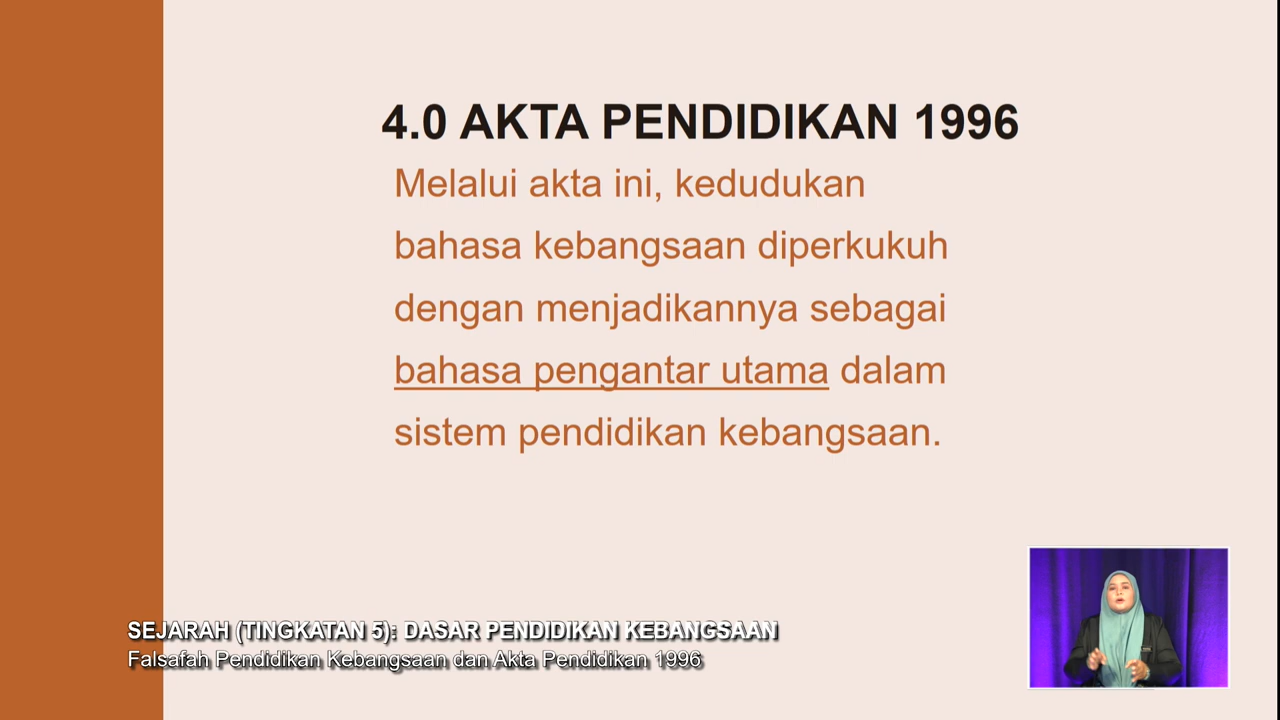 4.0 AKTA PENDIDIKAN 1996
Melalui akta ini, kedudukan
bahasa kebangsaan diperkukuh
dengan menjadikannya sebagai
bahasa pengantar utama dalam
sistem pendidikan kebangsaan.
SEJARAH (TINGKATAN 5): DASAR PENDIDIKAN KEBANGSAAN
Falsafah Pendidikan Kebangsaan dan Akta Pendidikan 1996